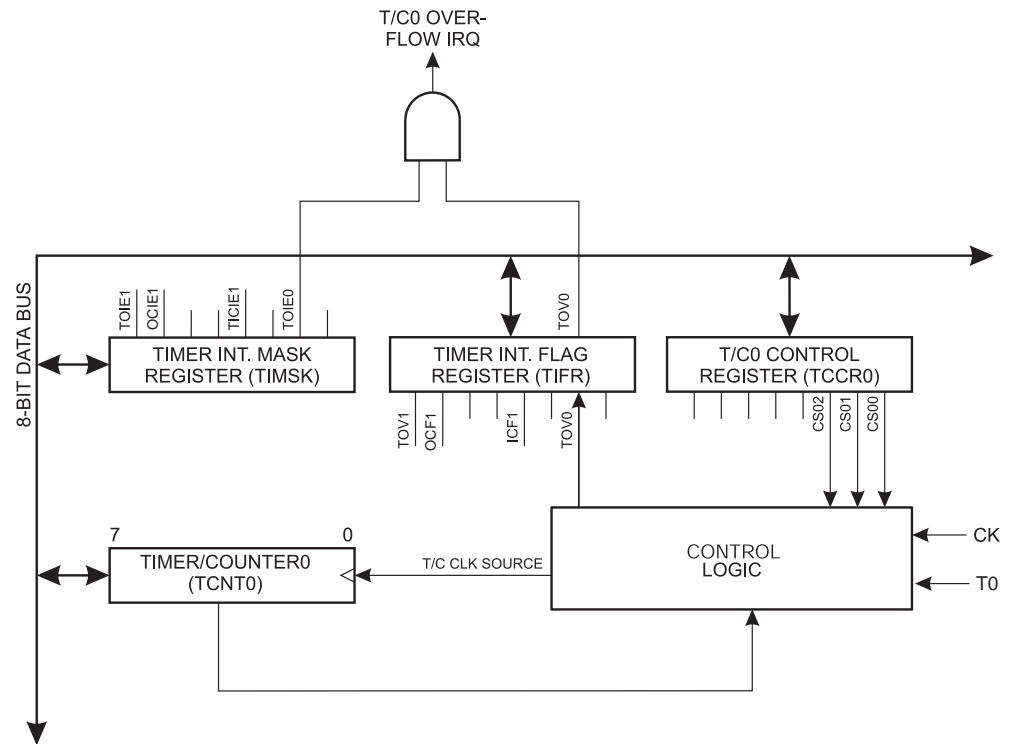 T/C0 OVER-
FLOW IRQ
8-BIT DATA BUS
TOIE1
OCIE1
TICIE1
TOIE0
TOV0
TIMER INT. MASK
REGISTER (TIMSK)
TIMER INT. FLAG
REGISTER (TIFR)
T/C0 CONTROL
REGISTER (TCCR0)
TOV1
OCF1
ICF1
TOV0
CS02
CS01
CS00
7
0
TIMER/COUNTER0
(TCNT0)
T/C CLK SOURCE
CONTROL
LOGIC
CK
T0